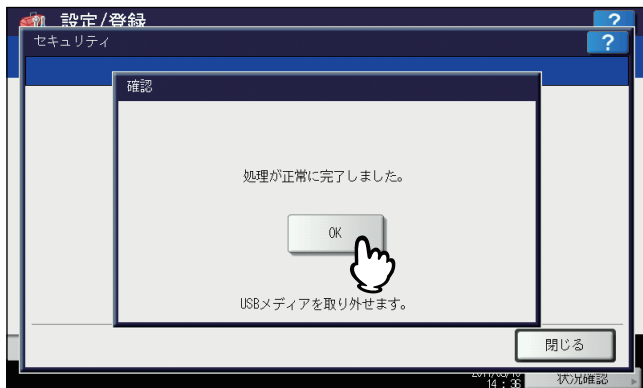 設定/登録
?
セキュリティ
?
確認
処理が正常に完了しました。
OK
USBメディアを取り外せます。
閉じる
14:36
状況確認